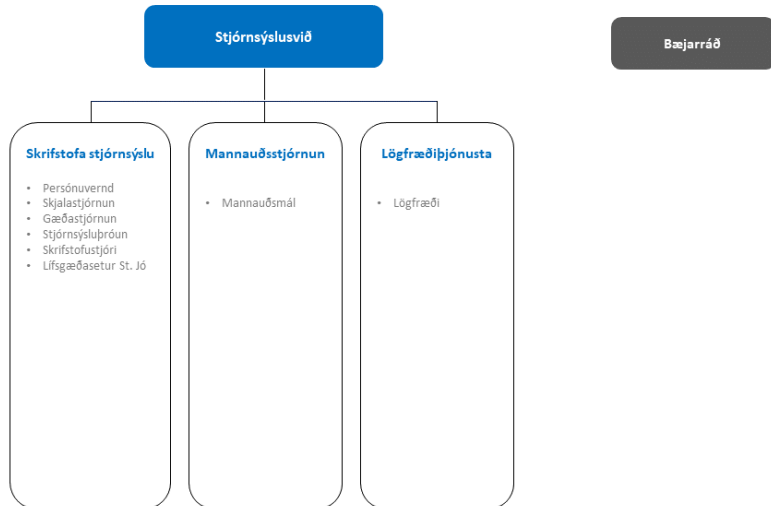 Stjórnsýslusvið
Bæjarráð
Skrifstofa stjórnsýslu
• Persónuvernd
• Skjalastjórnun
• Gæðastjórnun
• Stjórnsýsluþróun
• Skrifstofustjóri
• Lífsgæðasetur St. Jó
Mannauðsstjórnun
• Mannauðsmál
Lögfræðiþjónusta
• Lögfræði